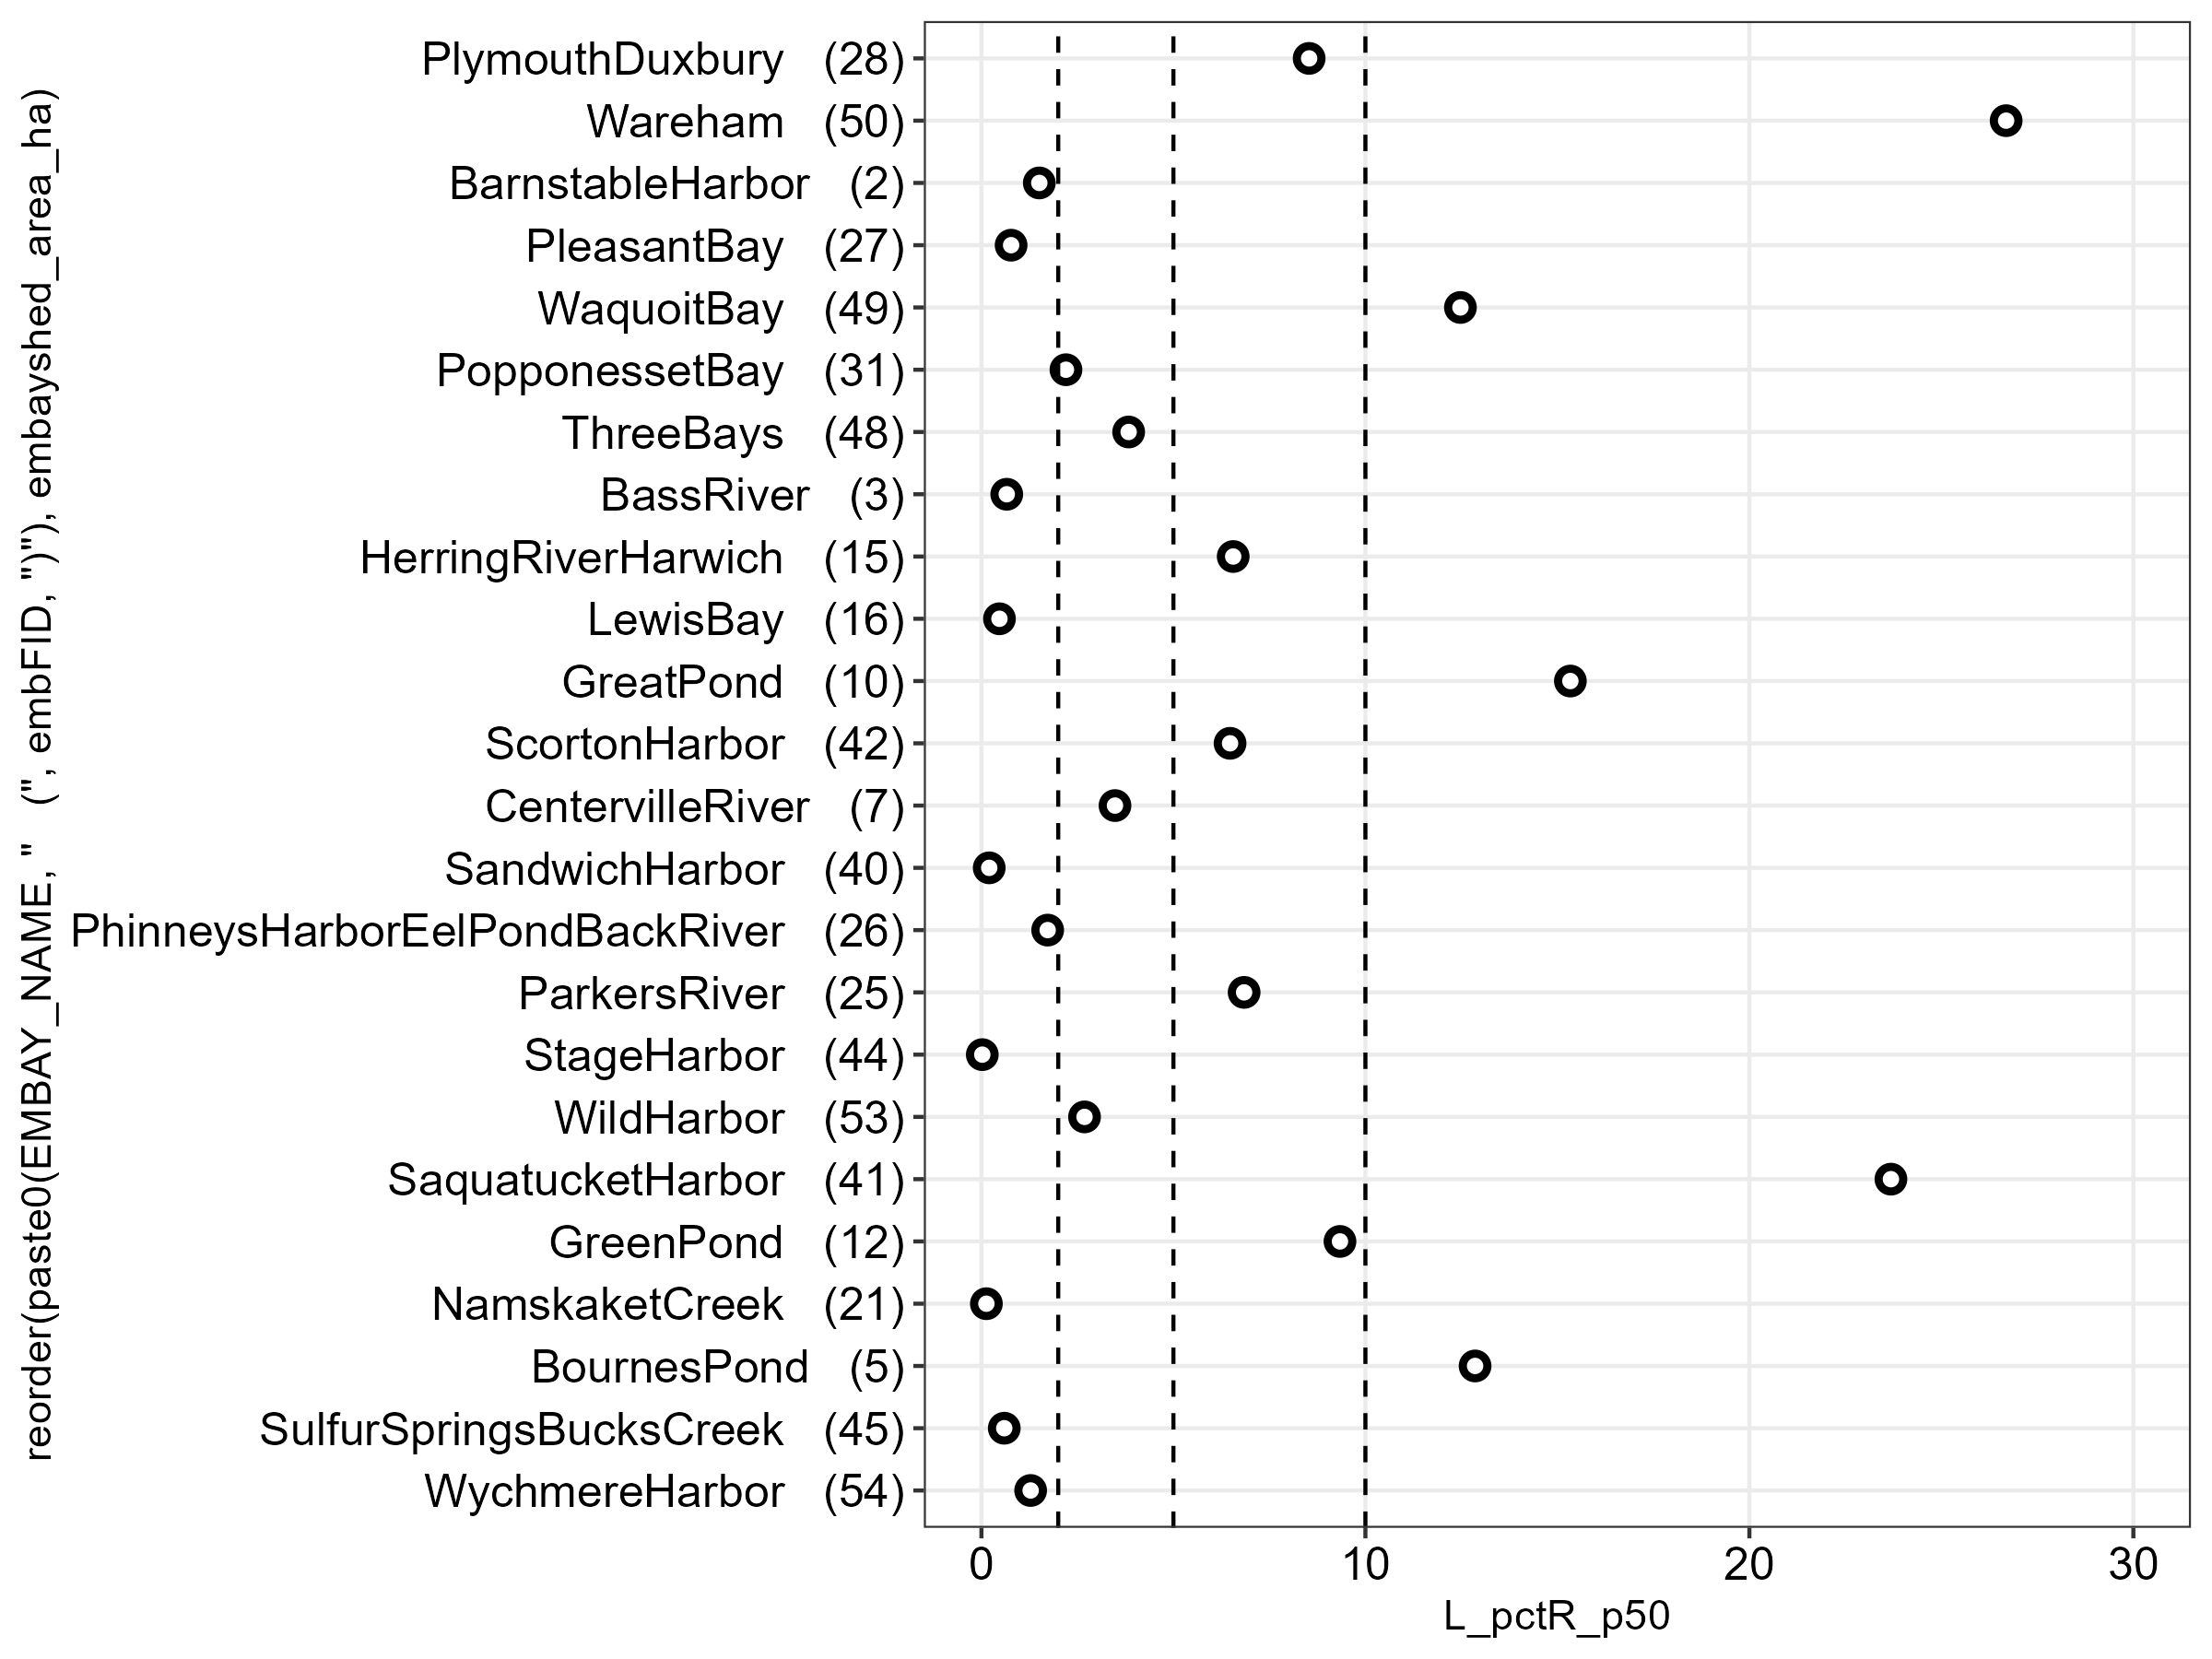 reorder(paste0(EMBAY_NAME, "   (", embFID, ")"), embayshed_area_ha)
PlymouthDuxbury   (28)
Wareham   (50)
BarnstableHarbor   (2)
PleasantBay   (27)
WaquoitBay   (49)
PopponessetBay   (31)
ThreeBays   (48)
BassRiver   (3)
HerringRiverHarwich   (15)
LewisBay   (16)
GreatPond   (10)
ScortonHarbor   (42)
CentervilleRiver   (7)
SandwichHarbor   (40)
PhinneysHarborEelPondBackRiver   (26)
ParkersRiver   (25)
StageHarbor   (44)
WildHarbor   (53)
SaquatucketHarbor   (41)
GreenPond   (12)
NamskaketCreek   (21)
BournesPond   (5)
SulfurSpringsBucksCreek   (45)
WychmereHarbor   (54)
0 10 20 30
L_pctR_p50